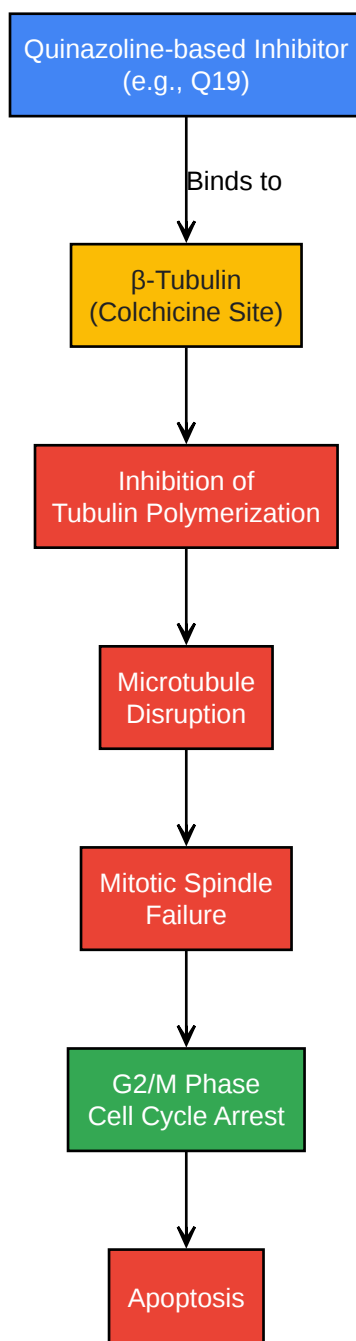 Quinazoline-based Inhibitor
(e.g., Q19)
Binds to
β-Tubulin
(Colchicine Site)
Inhibition of
Tubulin Polymerization
Microtubule
Disruption
Mitotic Spindle
Failure
G2/M Phase
Cell Cycle Arrest
Apoptosis